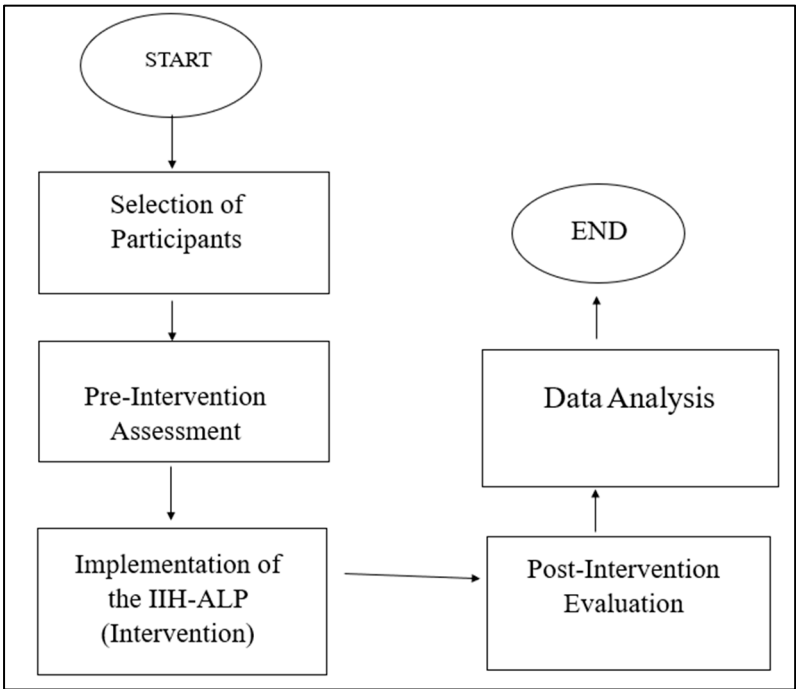 START
Selection of
Participants
Pre-Intervention
Assessment
Implementation of
the IIH-ALP
(Intervention)
Post-Intervention
Evaluation
Data Analysis
END